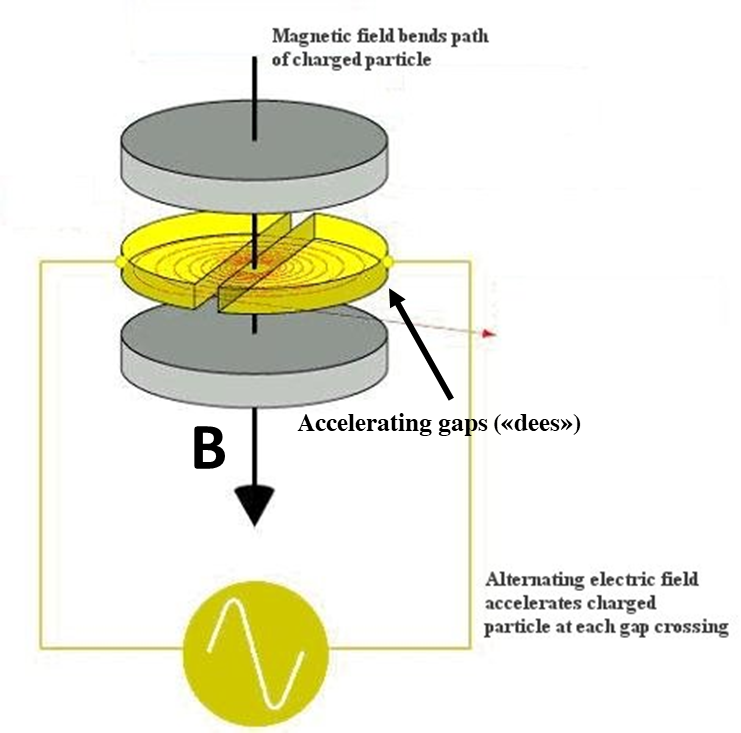 Magnetic field bends path
of charged particle
Accelerating gaps («dees»)
B
Alternating electric field
accelerates charged
particle at each gap crossing